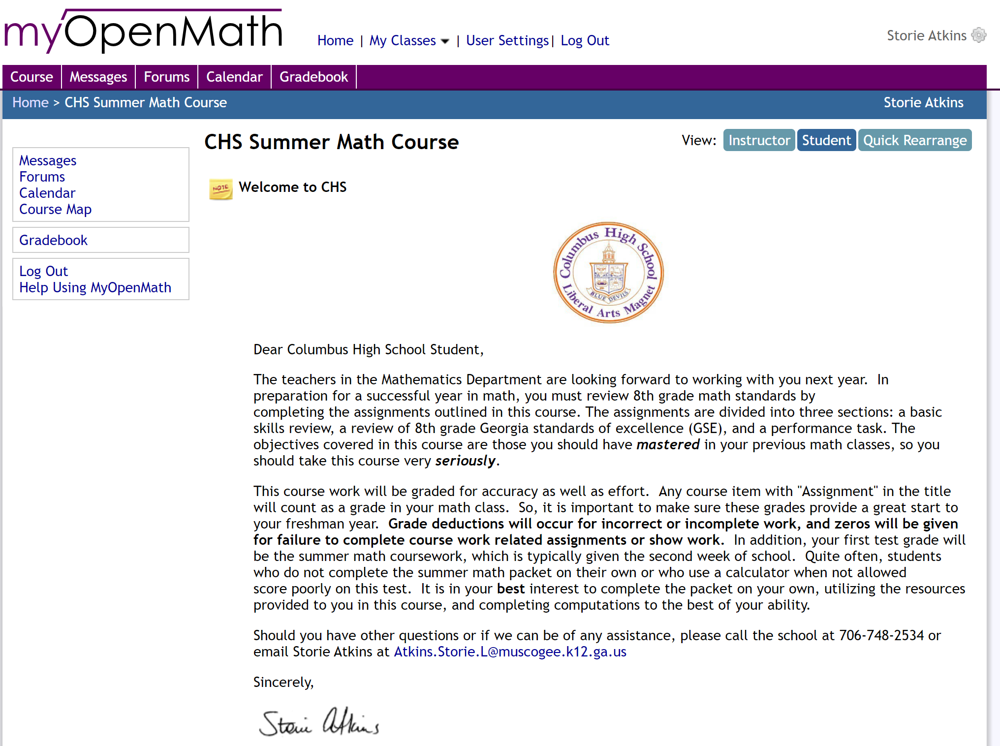 myOpenMath
Home | My Classes | User Settings| Log Out
Storie Atkins
Course Messages Forums Calendar Gradebook
Home > CHS Summer Math Course
Storie Atkins
Messages
Forums
Calendar
Course Map
Gradebook
Log Out
Help Using MyOpenMath
CHS Summer Math Course
View: Instructor Student Quick Rearrange
NOTE
Welcome to CHS
Columbus High School
BLUE DEVILS
Liberal Arts Magnet
Dear Columbus High School Student,
The teachers in the Mathematics Department are looking forward to working with you next year.  In
preparation for a successful year in math, you must review 8th grade math standards by
completing the assignments outlined in this course. The assignments are divided into three sections: a basic
skills review, a review of 8th grade Georgia standards of excellence (GSE), and a performance task. The
objectives covered in this course are those you should have mastered in your previous math classes, so you
should take this course very seriously.
This course work will be graded for accuracy as well as effort.  Any course item with "Assignment" in the title
will count as a grade in your math class.  So, it is important to make sure these grades provide a great start to
your freshman year.  Grade deductions will occur for incorrect or incomplete work, and zeros will be given
for failure to complete course work related assignments or show work.  In addition, your first test grade will
be the summer math coursework, which is typically given the second week of school.  Quite often, students
who do not complete the summer math packet on their own or who use a calculator when not allowed
score poorly on this test.  It is in your best interest to complete the packet on your own, utilizing the resources
provided to you in this course, and completing computations to the best of your ability.
Should you have other questions or if we can be of any assistance, please call the school at 706-748-2534 or
email Storie Atkins at Atkins.Storie.L@muscogee.k12.ga.us
Sincerely,
Storie Atkins